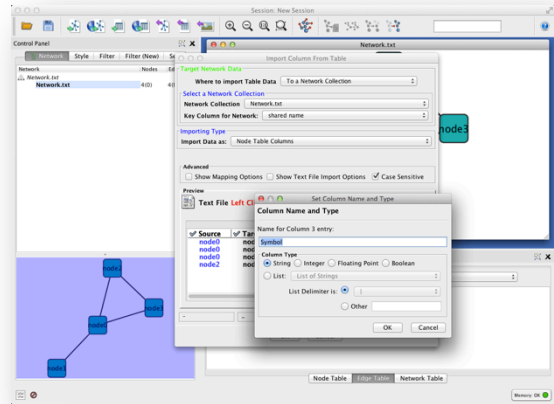 Session: New Session
Control Panel
Network
Style
Filter
Filter (New)
Network
Nodes
Network.txt
Network.txt
4(0)
4(0)
node2
node3
node0
Network.txt
node3
Import Column From Table
Target Network Data
Where to import Table Data
To a Network Collection
Select a Network Collection
Network Collection
Network.txt
Key Column for Network:
shared name
Importing Type
Import Data as:
Node Table Columns
Advanced
Show Mapping Options
Show Text File Import Options
Case Sensitive
Preview
Text File
Source
node0
node0
node0
node2
Set Column Name and Type
Column Name and Type
Name for Column 3 entry:
Symbol
Column Type
String
Integer
Floating Point
Boolean
List:
List of Strings
List Delimiter is:
Other
OK
Cancel
Node Table
Edge Table
Network Table
Memory: OK